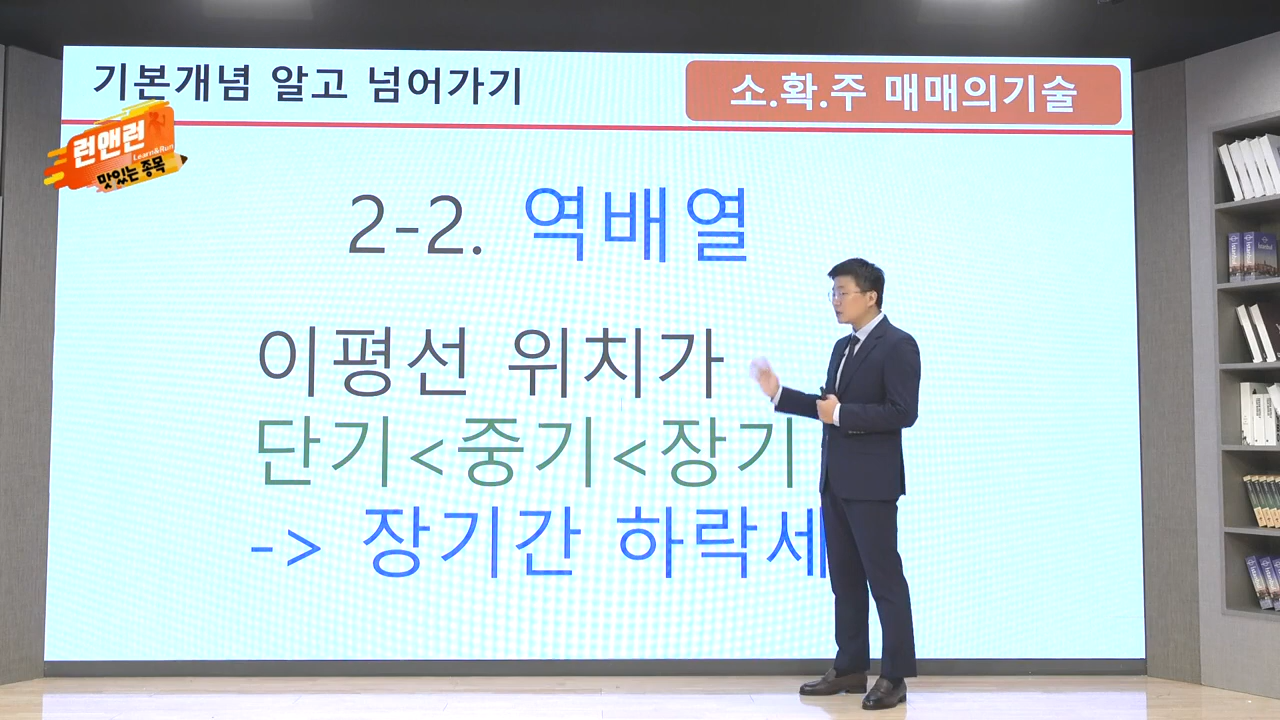 기본개념 알고 넘어가기
소.확.주 매매의기술
런앤런
Learn&Run
맛있는 종목
2-2. 역배열
이평선 위치가
단기<중기<장기
-> 장기간 하락세